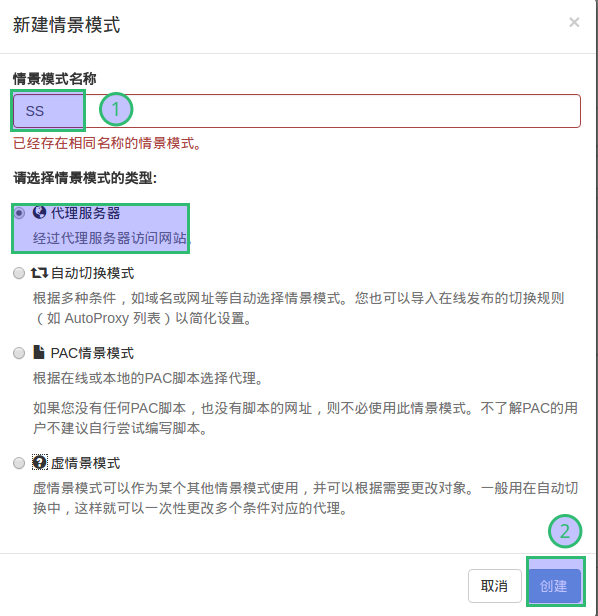 新建情景模式
×
情景模式名称
SS
1
已经存在相同名称的情景模式。
请选择情景模式的类型:
代理服务器
经过代理服务器访问网站。
自动切换模式
根据多种条件，如域名或网址等自动选择情景模式。您也可以导入在线发布的切换规则
（如 AutoProxy 列表）以简化设置。
PAC情景模式
根据在线或本地的PAC脚本选择代理。
如果您没有任何PAC脚本，也没有脚本的网址，则不必使用此情景模式。不了解PAC的用
户不建议自行尝试编写脚本。
虚情景模式
虚情景模式可以作为某个其他情景模式使用，并可以根据需要更改对象。一般用在自动切
换中，这样就可以一次性更改多个条件对应的代理。
2
取消 创建